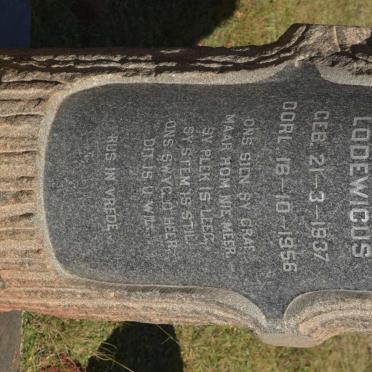 LODEWICUS
GEB. 21-3-1937
OORL. 18-10-1956
ONS SIEN SY GRAF,
MAAR HOM NIE MEER.
SY PLEK IS LEEG,
SY STEM IS STIL,
ONS SWYG, O HEER,
DIT IS U WIL.
RUS IN VREDE.